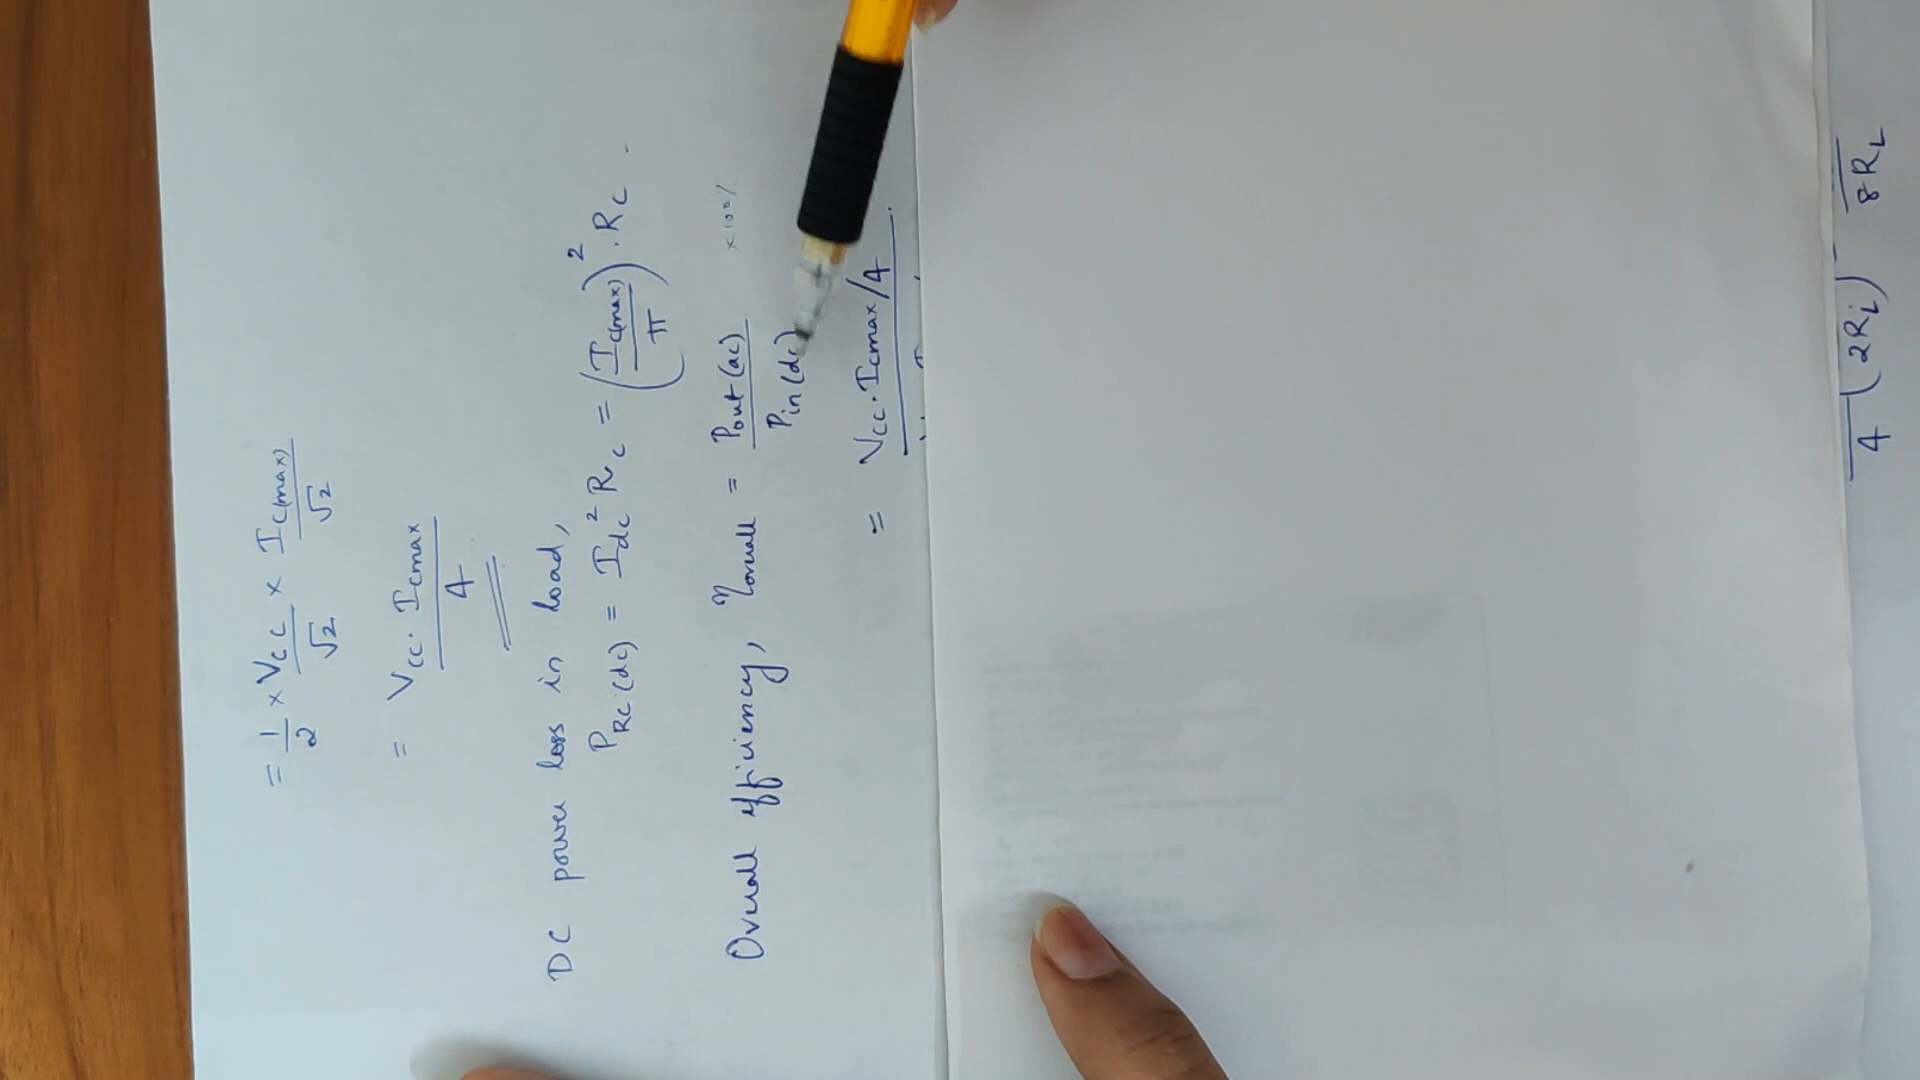 = 1/2 × VCC/√2 × IC(max)/√2
= VCC · ICmax / 4
DC power loss in load,
PRC(dc) = Idc² RC = (IC(max)/π)² . RC .
Overall efficiency, ηoverall = Pout(ac)/Pin(dc) ×100%
= VCC · ICmax/4
4 (2RL) 8RL